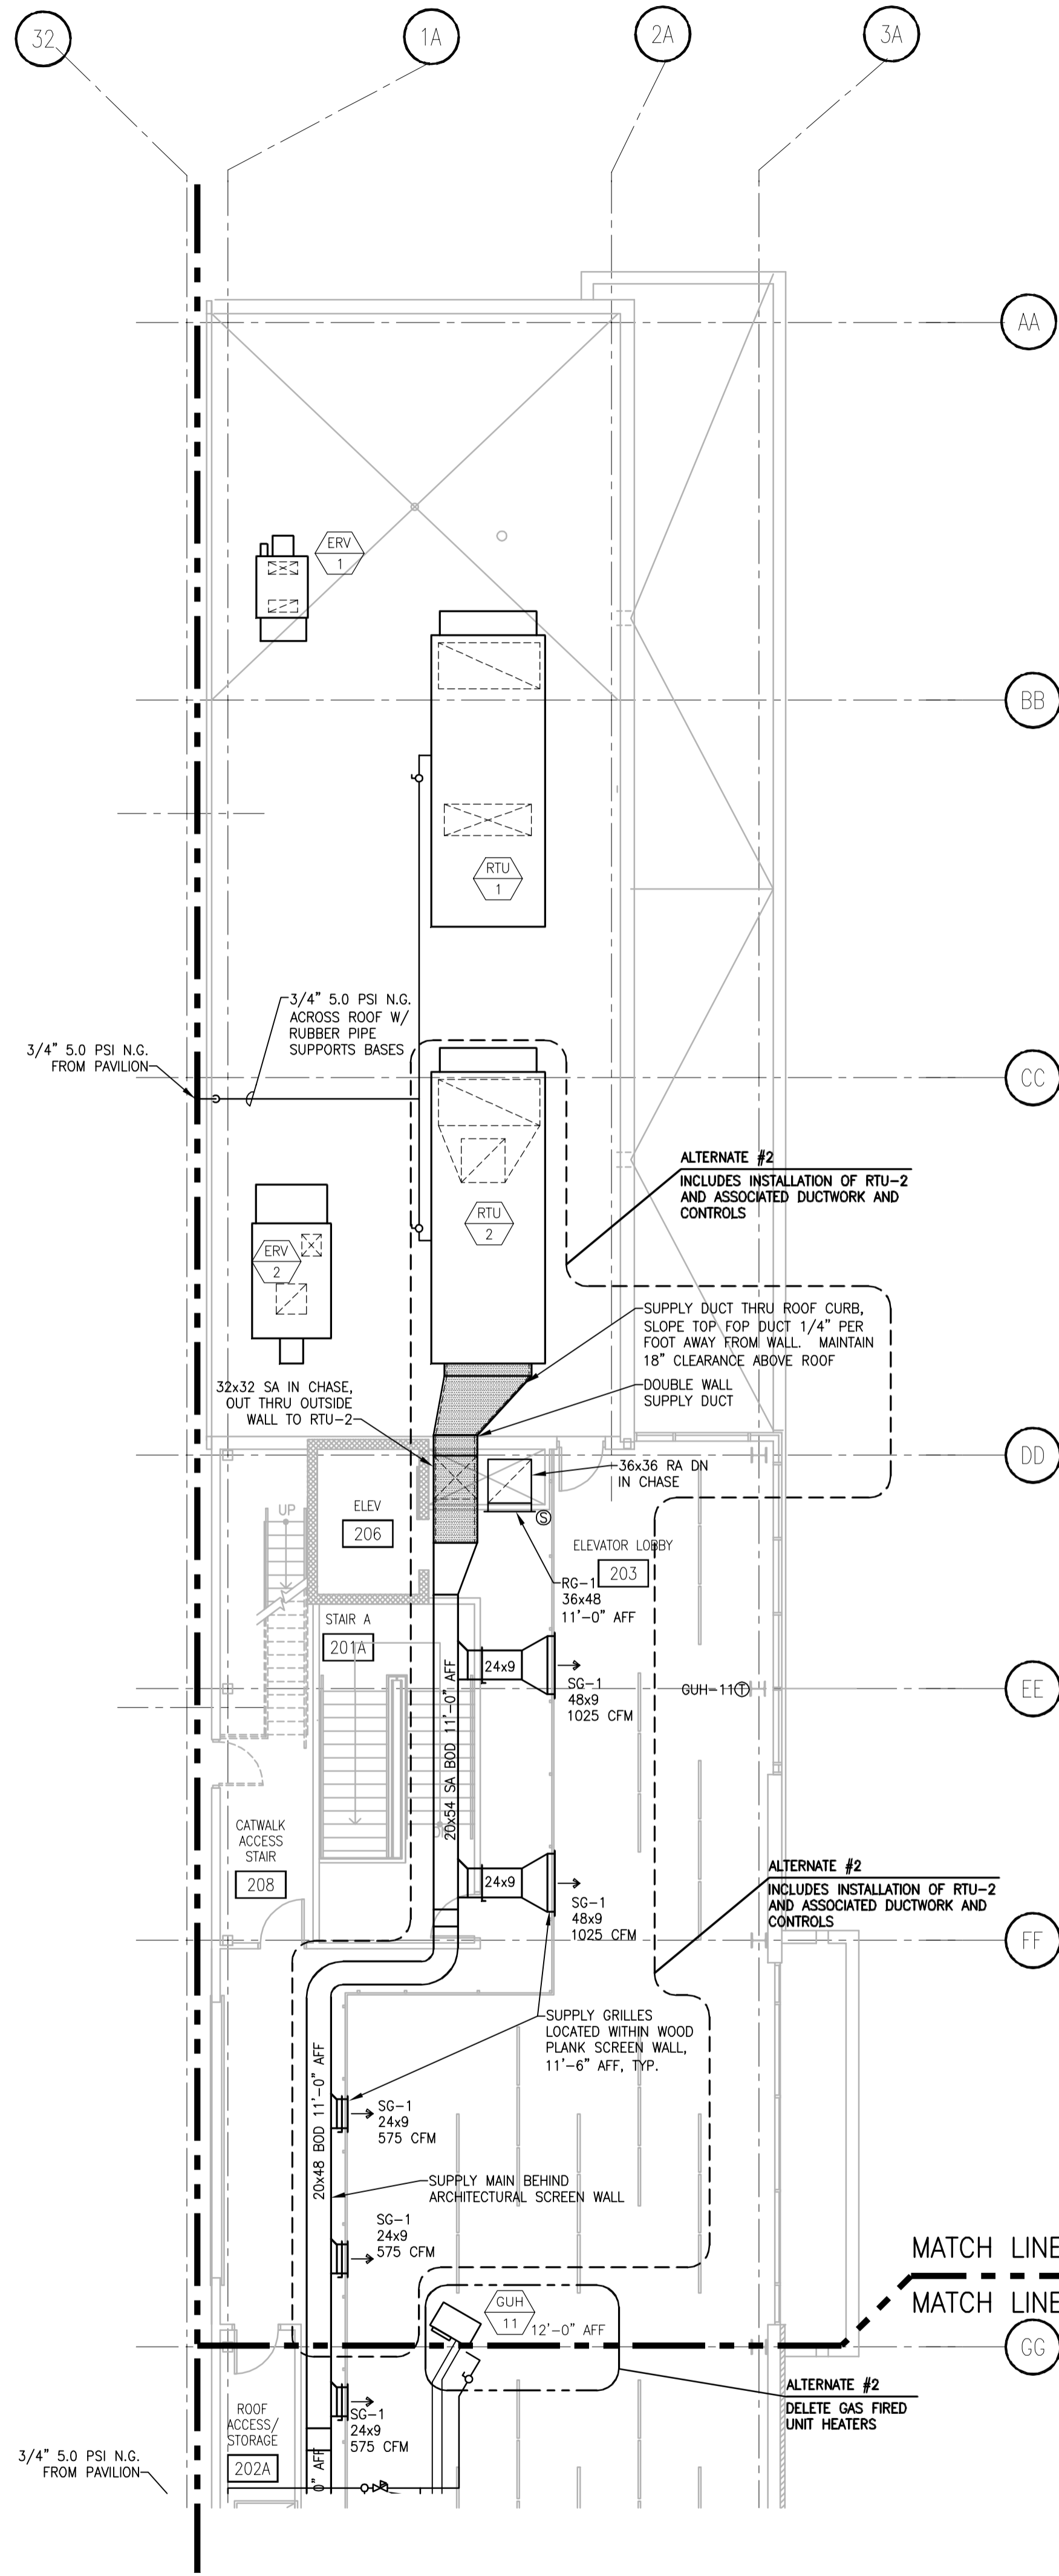 32
1A
2A
3A
AA
ERV
1
BB
RTU
1
3/4" 5.0 PSI N.G.
ACROSS ROOF W/
RUBBER PIPE
SUPPORTS BASES
3/4" 5.0 PSI N.G.
FROM PAVILION
CC
ALTERNATE #2
INCLUDES INSTALLATION OF RTU-2
AND ASSOCIATED DUCTWORK AND
CONTROLS
RTU
2
ERV
2
SUPPLY DUCT THRU ROOF CURB,
SLOPE TOP FOP DUCT 1/4" PER
FOOT AWAY FROM WALL. MAINTAIN
18" CLEARANCE ABOVE ROOF
32x32 SA IN CHASE,
OUT THRU OUTSIDE
WALL TO RTU-2
DOUBLE WALL
SUPPLY DUCT
DD
36x36 RA DN
IN CHASE
UP
ELEV
206
S
ELEVATOR LOBBY
203
RG-1
36x48
11'-0" AFF
STAIR A
201A
24x9
SG-1
48x9
1025 CFM
GUH-11
T
EE
20x54 SA BOD 11'-0" AFF
CATWALK
ACCESS
STAIR
208
24x9
SG-1
48x9
1025 CFM
ALTERNATE #2
INCLUDES INSTALLATION OF RTU-2
AND ASSOCIATED DUCTWORK AND
CONTROLS
FF
SUPPLY GRILLES
LOCATED WITHIN WOOD
PLANK SCREEN WALL,
11'-6" AFF, TYP.
20x48 BOD 11'-0" AFF
SG-1
24x9
575 CFM
SUPPLY MAIN BEHIND
ARCHITECTURAL SCREEN WALL
SG-1
24x9
575 CFM
MATCH LINE
MATCH LINE
GUH
11
12'-0" AFF
GG
ALTERNATE #2
DELETE GAS FIRED
UNIT HEATERS
ROOF
ACCESS/
STORAGE
202A
SG-1
24x9
575 CFM
3/4" 5.0 PSI N.G.
FROM PAVILION
0" AFF